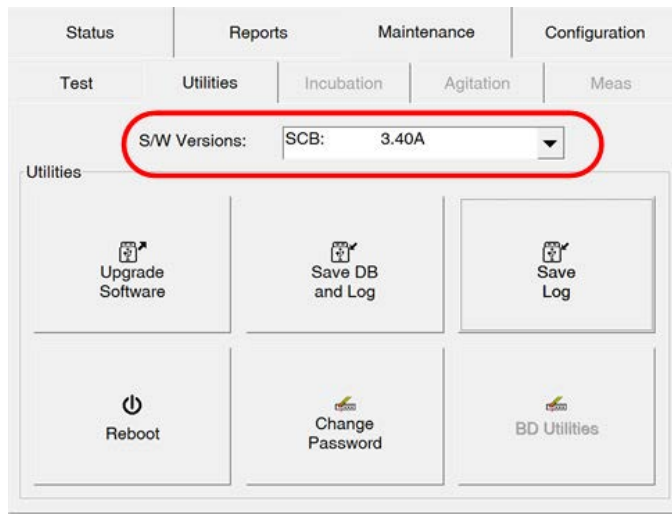 Status Reports Maintenance Configuration
Test Utilities Incubation Agitation Meas
S/W Versions: SCB: 3.40A
Utilities
Upgrade
Software
Save DB
and Log
Save
Log
Reboot
Change
Password
BD Utilities